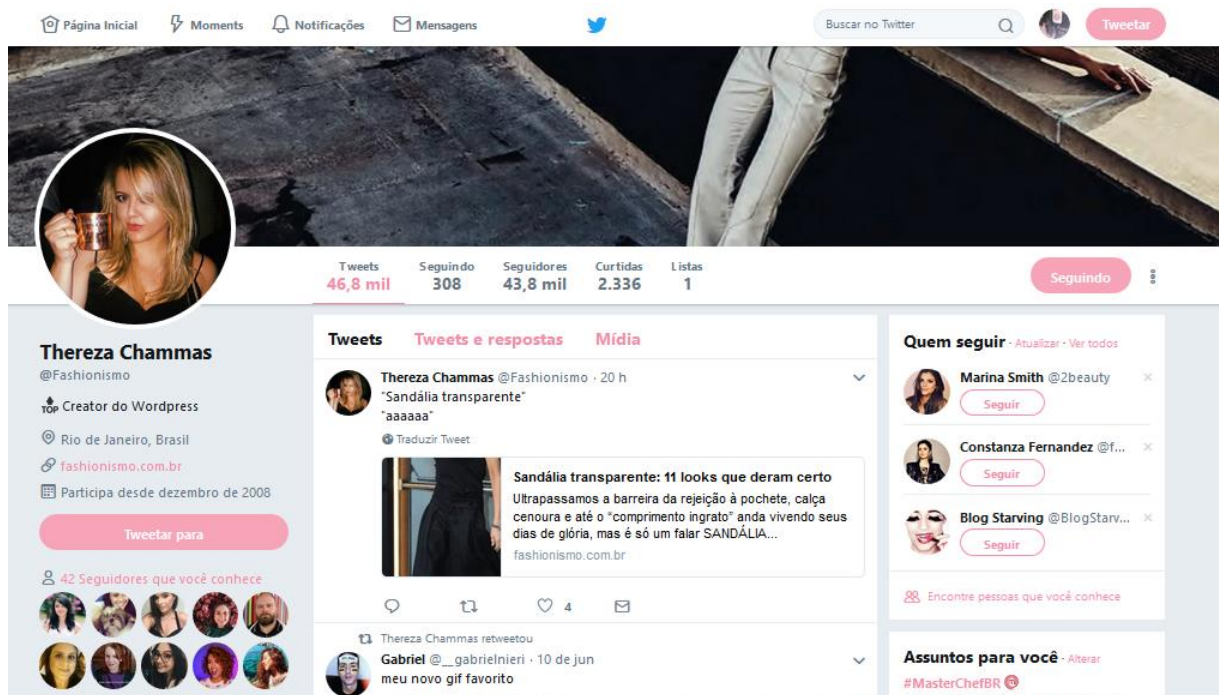 Página Inicial
Moments
Notificações
Mensagens
Buscar no Twitter
Tweetar
Tweets
46,8 mil
Seguindo
308
Seguidores
43,8 mil
Curtidas
2.336
Listas
1
Seguindo
Thereza Chammas
@Fashionismo
TOP Creator do Wordpress
Rio de Janeiro, Brasil
fashionismo.com.br
Participa desde dezembro de 2008
Tweetar para
42 Seguidores que você conhece
Tweets Tweets e respostas Mídia
Thereza Chammas @Fashionismo · 20 h
"Sandália transparente"
"aaaaaa"
Traduzir Tweet
Sandália transparente: 11 looks que deram certo
Ultrapassamos a barreira da rejeição à pochete, calça
cenoura e até o “comprimento ingrato” anda vivendo seus
dias de glória, mas é só um falar SANDÁLIA...
fashionismo.com.br
4
Thereza Chammas retweetou
Gabriel @__gabrielnieri · 10 de jun
meu novo gif favorito
Quem seguir · Atualizar · Ver todos
Marina Smith @2beauty
Seguir
Constanza Fernandez @f...
Seguir
Blog Starving @BlogStarv...
Seguir
Encontre pessoas que você conhece
Assuntos para você · Alterar
#MasterChefBR